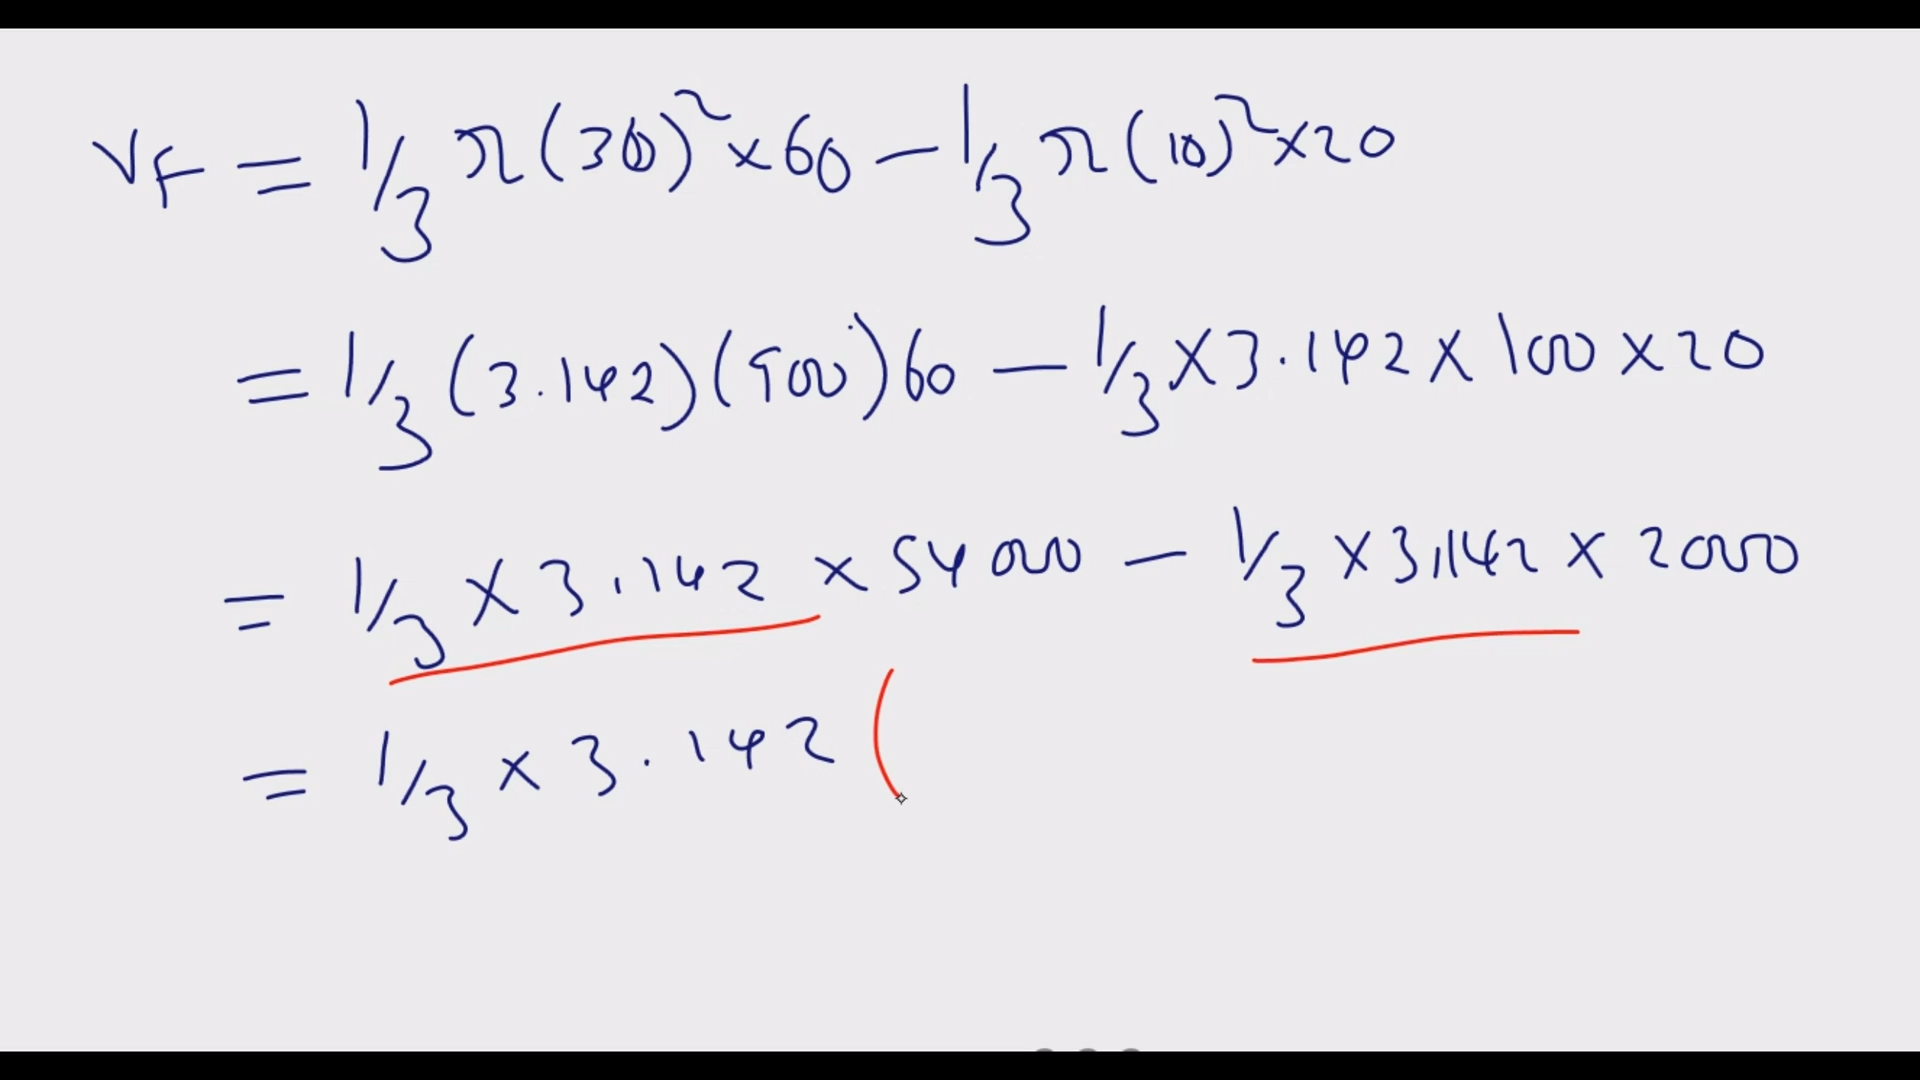 V_F = 1/3 π(30)² × 60 − 1/3 π(10)² × 20
= 1/3 (3.142)(900)60 − 1/3 × 3.142 × 100 × 20
= 1/3 × 3.142 × 54000 − 1/3 × 3.142 × 2000
= 1/3 × 3.142 (